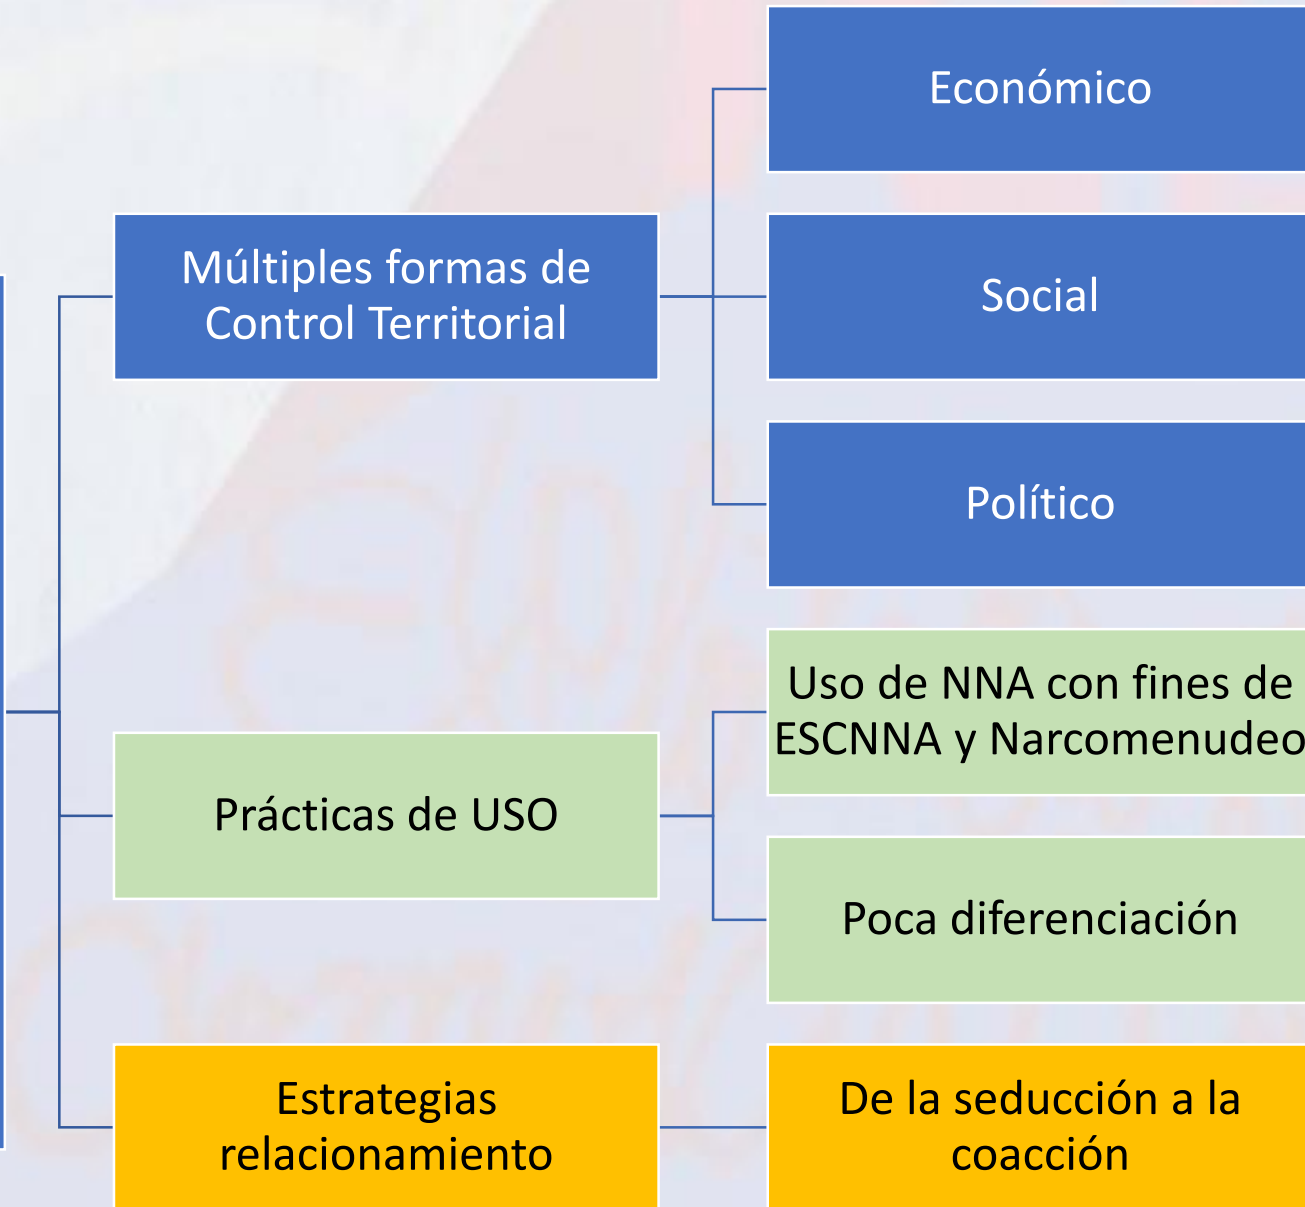 Económico
Múltiples formas de
Control Territorial
Social
Político
Uso de NNA con fines de
ESCNNA y Narcomenudeo
Prácticas de USO
Poca diferenciación
Estrategias
relacionamiento
De la seducción a la
coacción